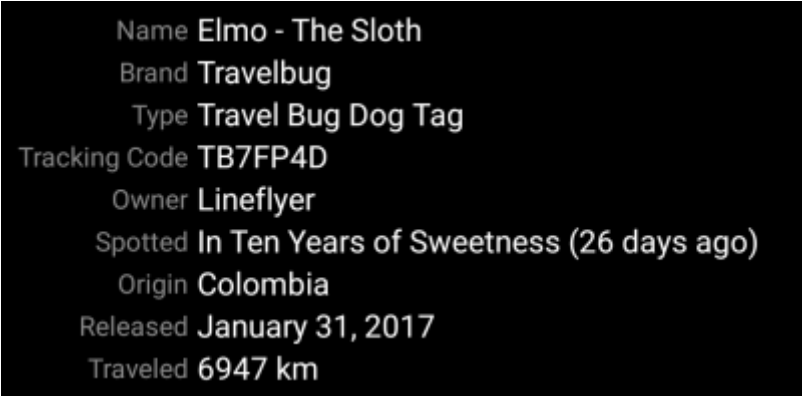 Name Elmo - The Sloth
Brand Travelbug
Type Travel Bug Dog Tag
Tracking Code TB7FP4D
Owner Lineflyer
Spotted In Ten Years of Sweetness (26 days ago)
Origin Colombia
Released January 31, 2017
Traveled 6947 km